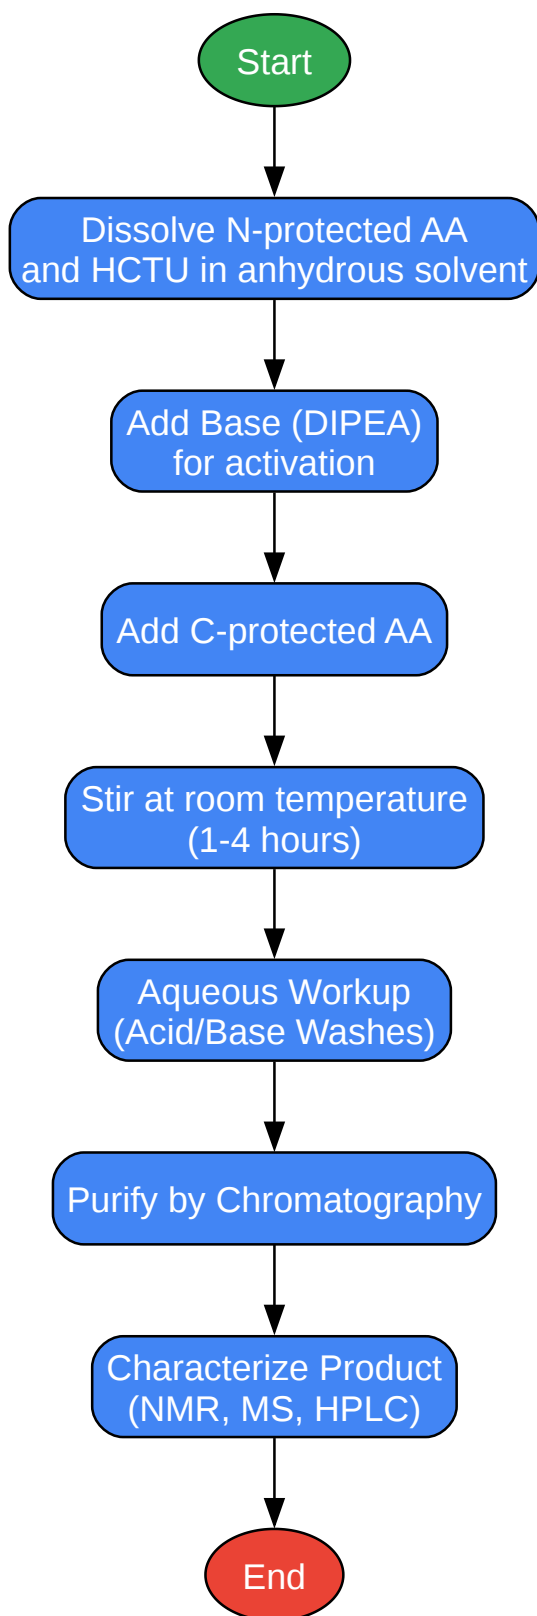 Start
Dissolve N-protected AA
and HCTU in anhydrous solvent
Add Base (DIPEA)
for activation
Add C-protected AA
Stir at room temperature
(1-4 hours)
Aqueous Workup
(Acid/Base Washes)
Purify by Chromatography
Characterize Product
(NMR, MS, HPLC)
End